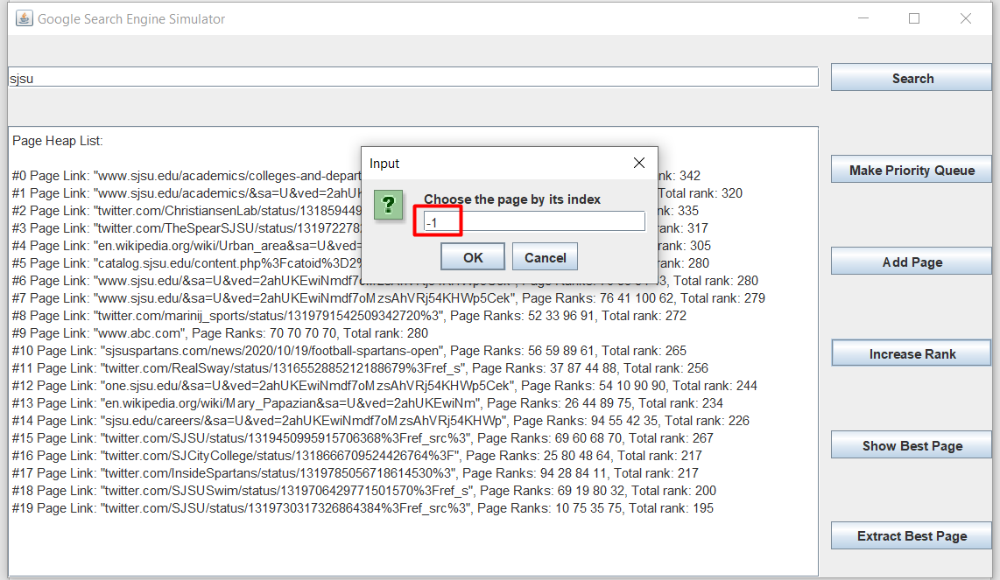 Google Search Engine Simulator
sjsu
Search
Page Heap List:
#0 Page Link: "www.sjsu.edu/academics/colleges-and-depart nk: 342
#1 Page Link: "www.sjsu.edu/academics/&sa=U&ved=2ahUK Total rank: 320
#2 Page Link: "twitter.com/ChristiansenLab/status/131859449 nk: 335
#3 Page Link: "twitter.com/TheSpearSJSU/status/131972278 rank: 317
#4 Page Link: "en.wikipedia.org/wiki/Urban_area&sa=U&ved= rank: 305
#5 Page Link: "catalog.sjsu.edu/content.php%3Fcatoid%3D2% rank: 280
#6 Page Link: "www.sjsu.edu/&sa=U&ved=2ahUKEwiNmdf7o Total rank: 280
#7 Page Link: "www.sjsu.edu/&sa=U&ved=2ahUKEwiNmdf7oMzsAhVRj54KHWp5Cek", Page Ranks: 76 41 100 62, Total rank: 279
#8 Page Link: "twitter.com/marinij_sports/status/1319791542509342720%3", Page Ranks: 52 33 96 91, Total rank: 272
#9 Page Link: "www.abc.com", Page Ranks: 70 70 70 70, Total rank: 280
#10 Page Link: "sjsuspartans.com/news/2020/10/19/football-spartans-open", Page Ranks: 56 59 89 61, Total rank: 265
#11 Page Link: "twitter.com/RealSway/status/1316552885212188679%3Fref_s", Page Ranks: 37 87 44 88, Total rank: 256
#12 Page Link: "one.sjsu.edu/&sa=U&ved=2ahUKEwiNmdf7oMzsAhVRj54KHWp5Cek", Page Ranks: 54 10 90 90, Total rank: 244
#13 Page Link: "en.wikipedia.org/wiki/Mary_Papazian&sa=U&ved=2ahUKEwiNm", Page Ranks: 26 44 89 75, Total rank: 234
#14 Page Link: "sjsu.edu/careers/&sa=U&ved=2ahUKEwiNmdf7oMzsAhVRj54KHWp", Page Ranks: 94 55 42 35, Total rank: 226
#15 Page Link: "twitter.com/SJSU/status/1319450995915706368%3Fref_src%3", Page Ranks: 69 60 68 70, Total rank: 267
#16 Page Link: "twitter.com/SJCityCollege/status/1318666709524426764%3F", Page Ranks: 25 80 48 64, Total rank: 217
#17 Page Link: "twitter.com/InsideSpartans/status/1319785056718614530%3", Page Ranks: 94 28 84 11, Total rank: 217
#18 Page Link: "twitter.com/SJSUSwim/status/1319706429771501570%3Fref_s", Page Ranks: 69 19 80 32, Total rank: 200
#19 Page Link: "twitter.com/SJSU/status/1319730317326864384%3Fref_src%3", Page Ranks: 10 75 35 75, Total rank: 195
Input
?
Choose the page by its index
-1
OK
Cancel
Make Priority Queue
Add Page
Increase Rank
Show Best Page
Extract Best Page